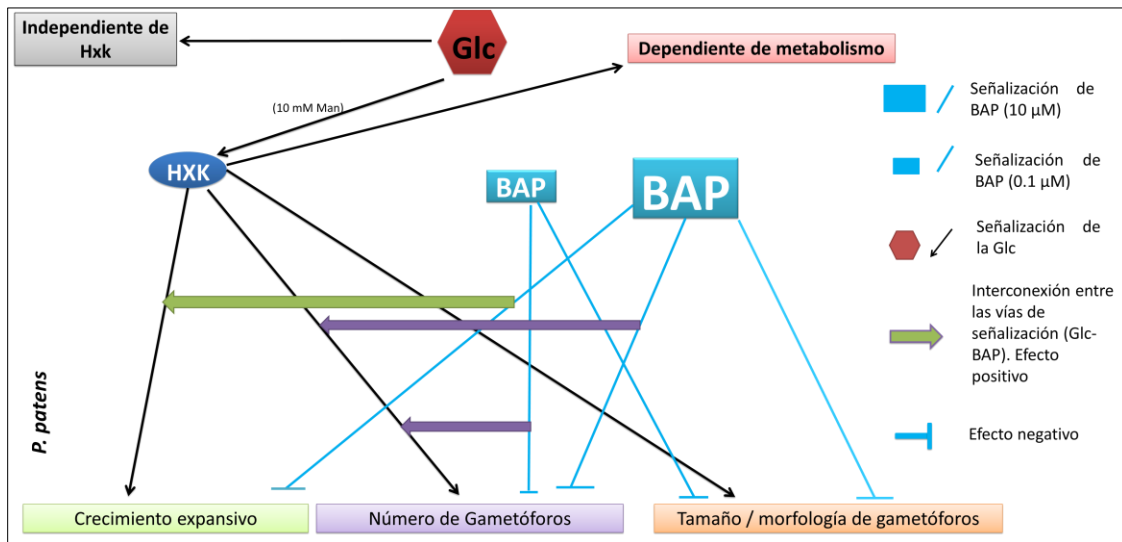 Independiente de
Hxk
Glc
Dependiente de metabolismo
(10 mM Man)
HXK
BAP
BAP
Señalización de
BAP (10 µM)
Señalización de
BAP (0.1 µM)
Señalización de
la Glc
Interconexión entre
las vías de
señalización (Glc-
BAP). Efecto
positivo
Efecto negativo
P. patens
Crecimiento expansivo
Número de Gametóforos
Tamaño / morfología de gametóforos